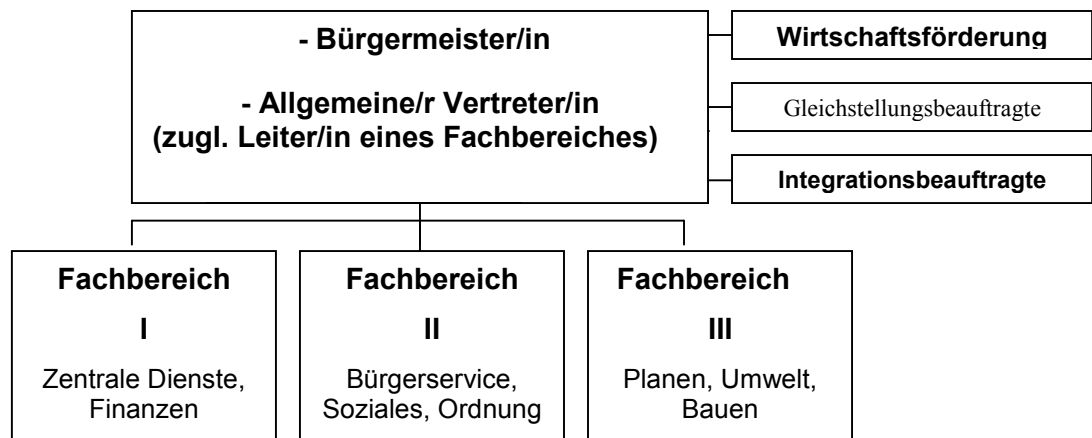 - Bürgermeister/in
- Allgemeine/r Vertreter/in
(zugl. Leiter/in eines Fachbereiches)
Wirtschaftsförderung
Gleichstellungsbeauftragte
Integrationsbeauftragte
Fachbereich
I
Zentrale Dienste,
Finanzen
Fachbereich
II
Bürgerservice,
Soziales, Ordnung
Fachbereich
III
Planen, Umwelt,
Bauen